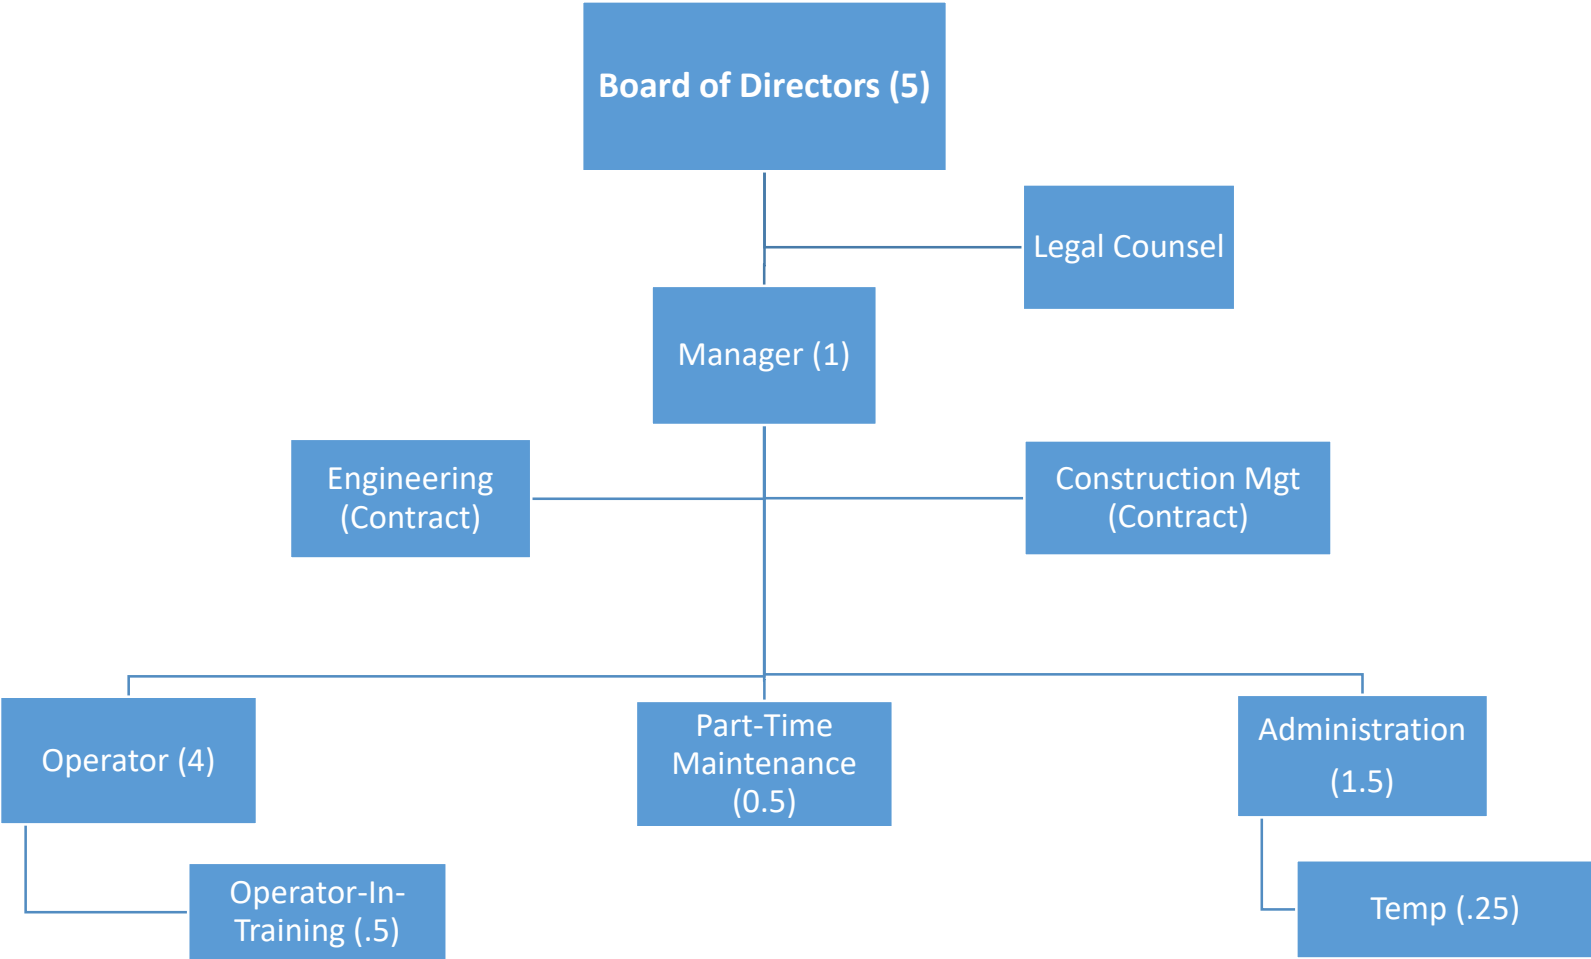 Board of Directors (5)
Legal Counsel
Manager (1)
Engineering
(Contract)
Construction Mgt
(Contract)
Operator (4)
Part-Time
Maintenance
(0.5)
Administration
(1.5)
Operator-In-
Training (.5)
Temp (.25)